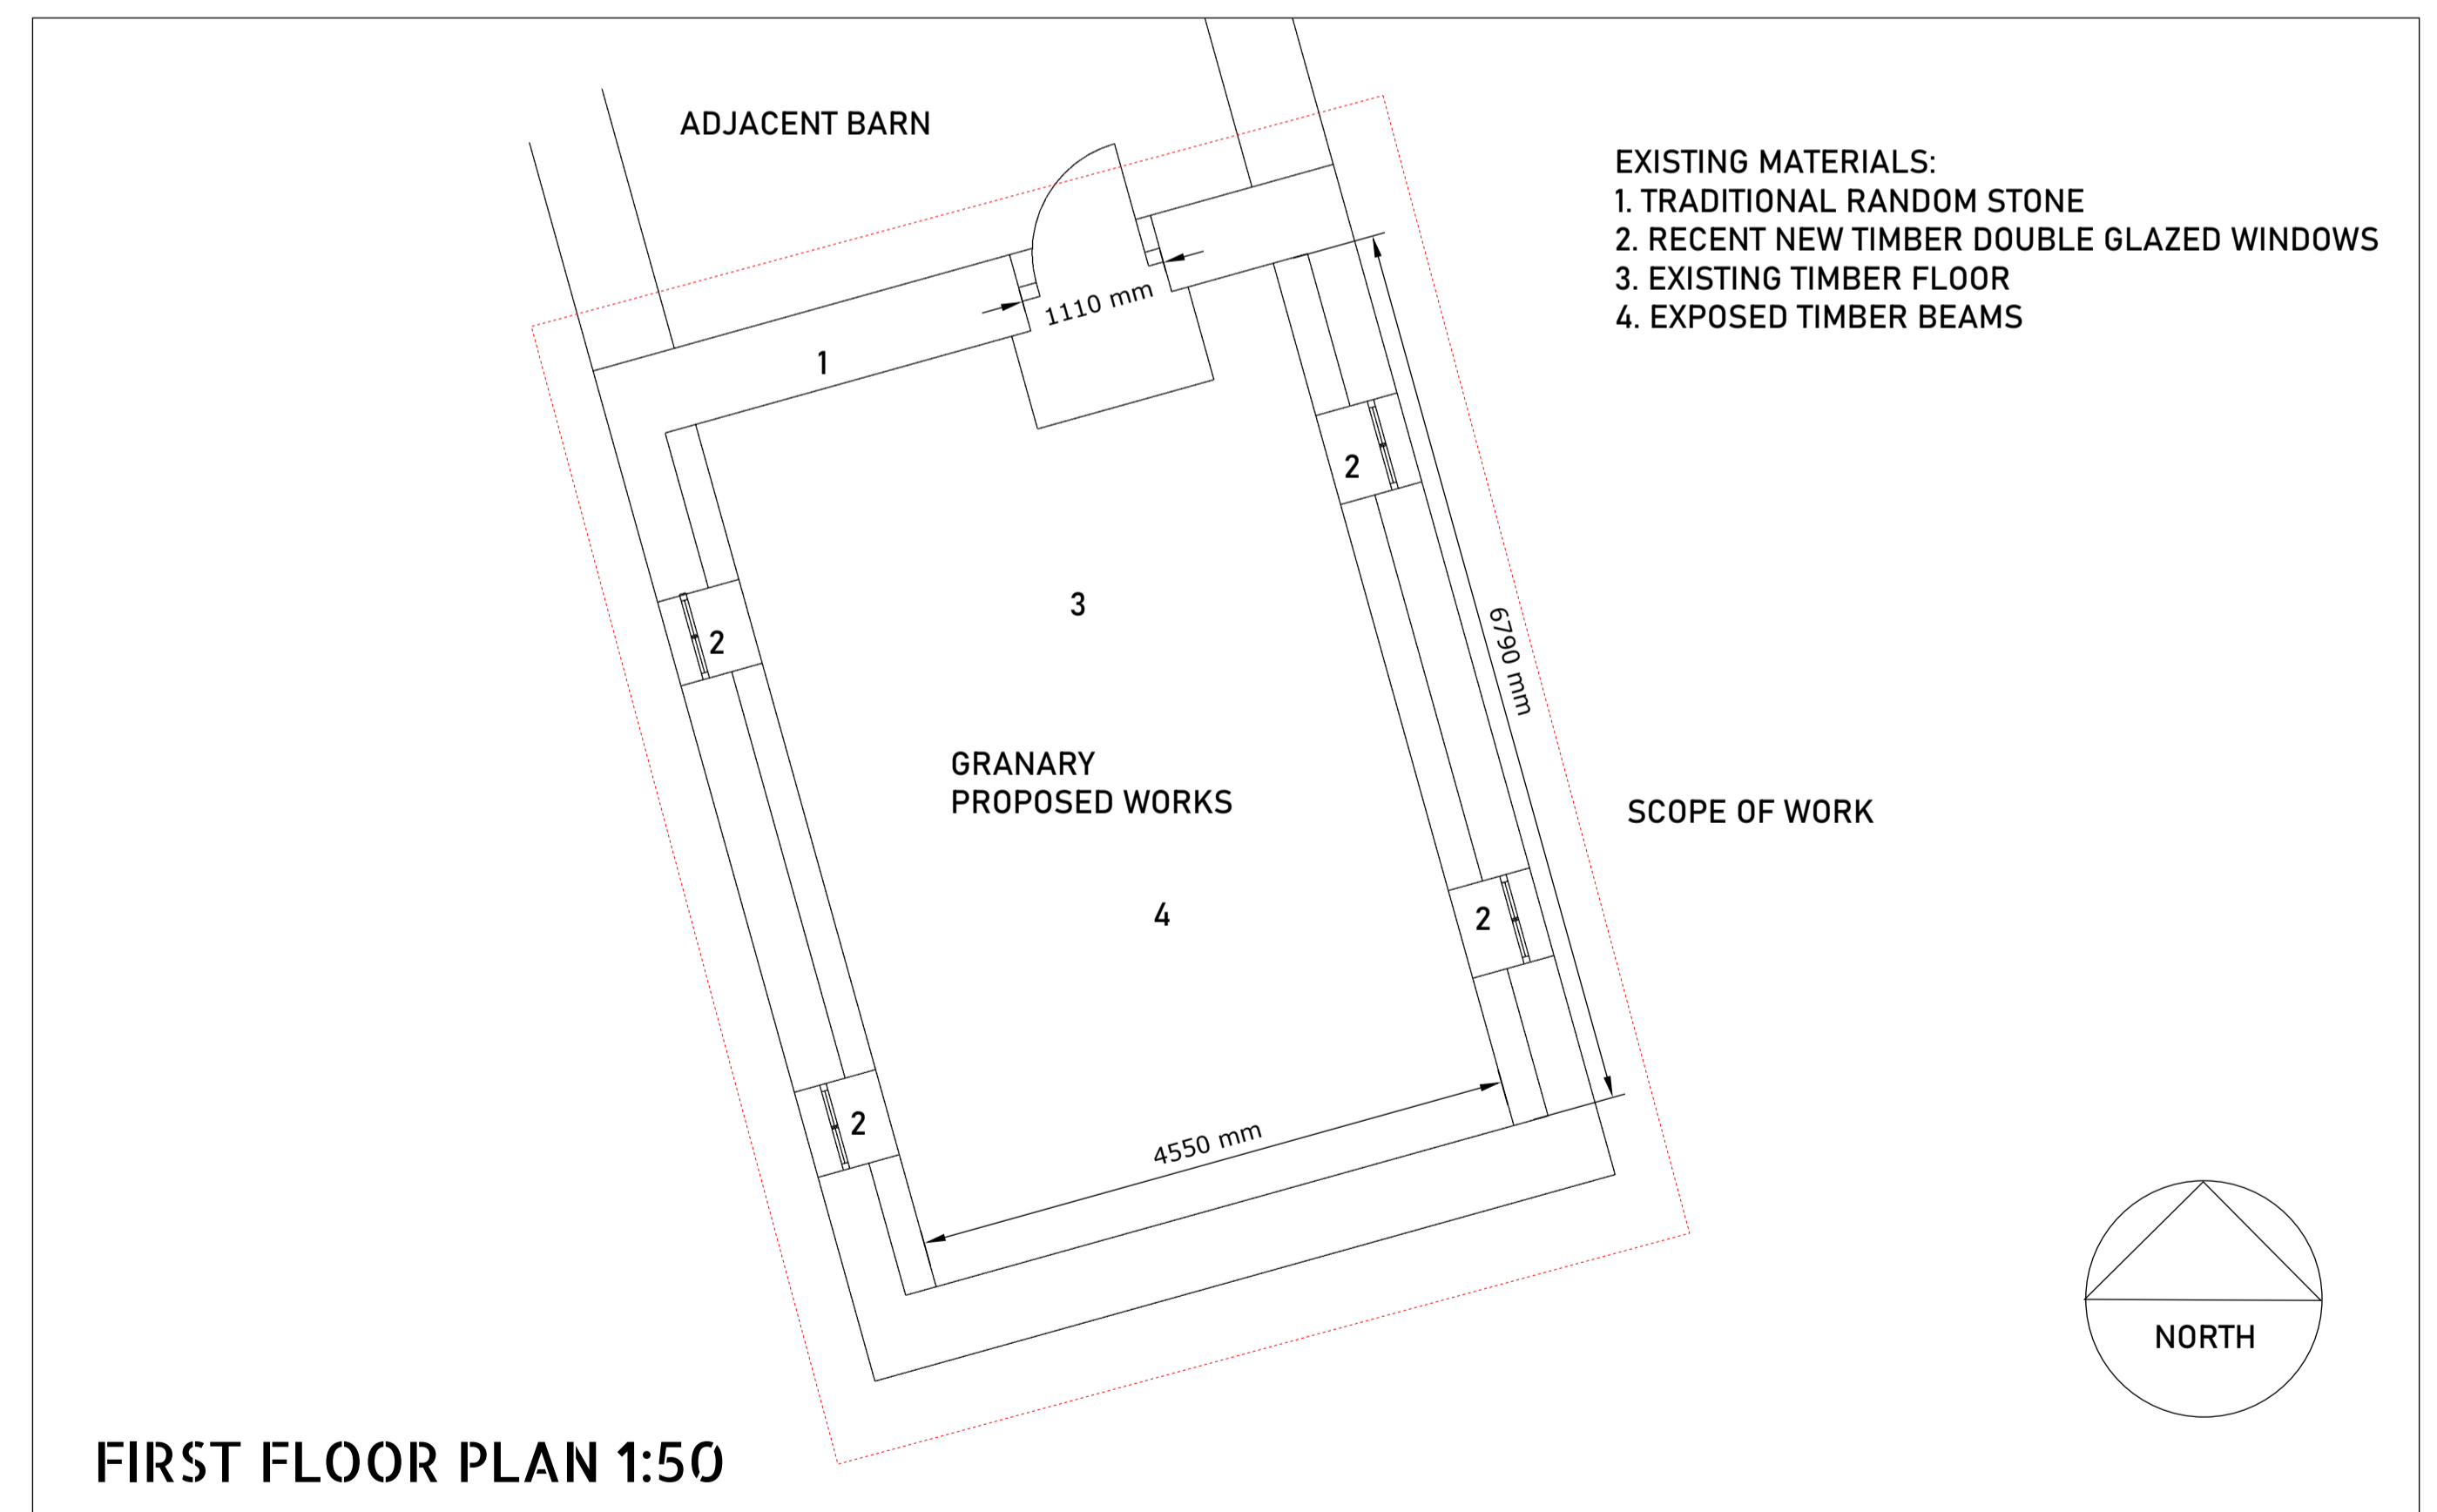 ADJACENT BARN
EXISTING MATERIALS:
1. TRADITIONAL RANDOM STONE
2. RECENT NEW TIMBER DOUBLE GLAZED WINDOWS
3. EXISTING TIMBER FLOOR
4. EXPOSED TIMBER BEAMS
1110 mm
1
2
3
2
6790 mm
GRANARY
PROPOSED WORKS
SCOPE OF WORK
4
2
2
4550 mm
NORTH
FIRST FLOOR PLAN 1:50